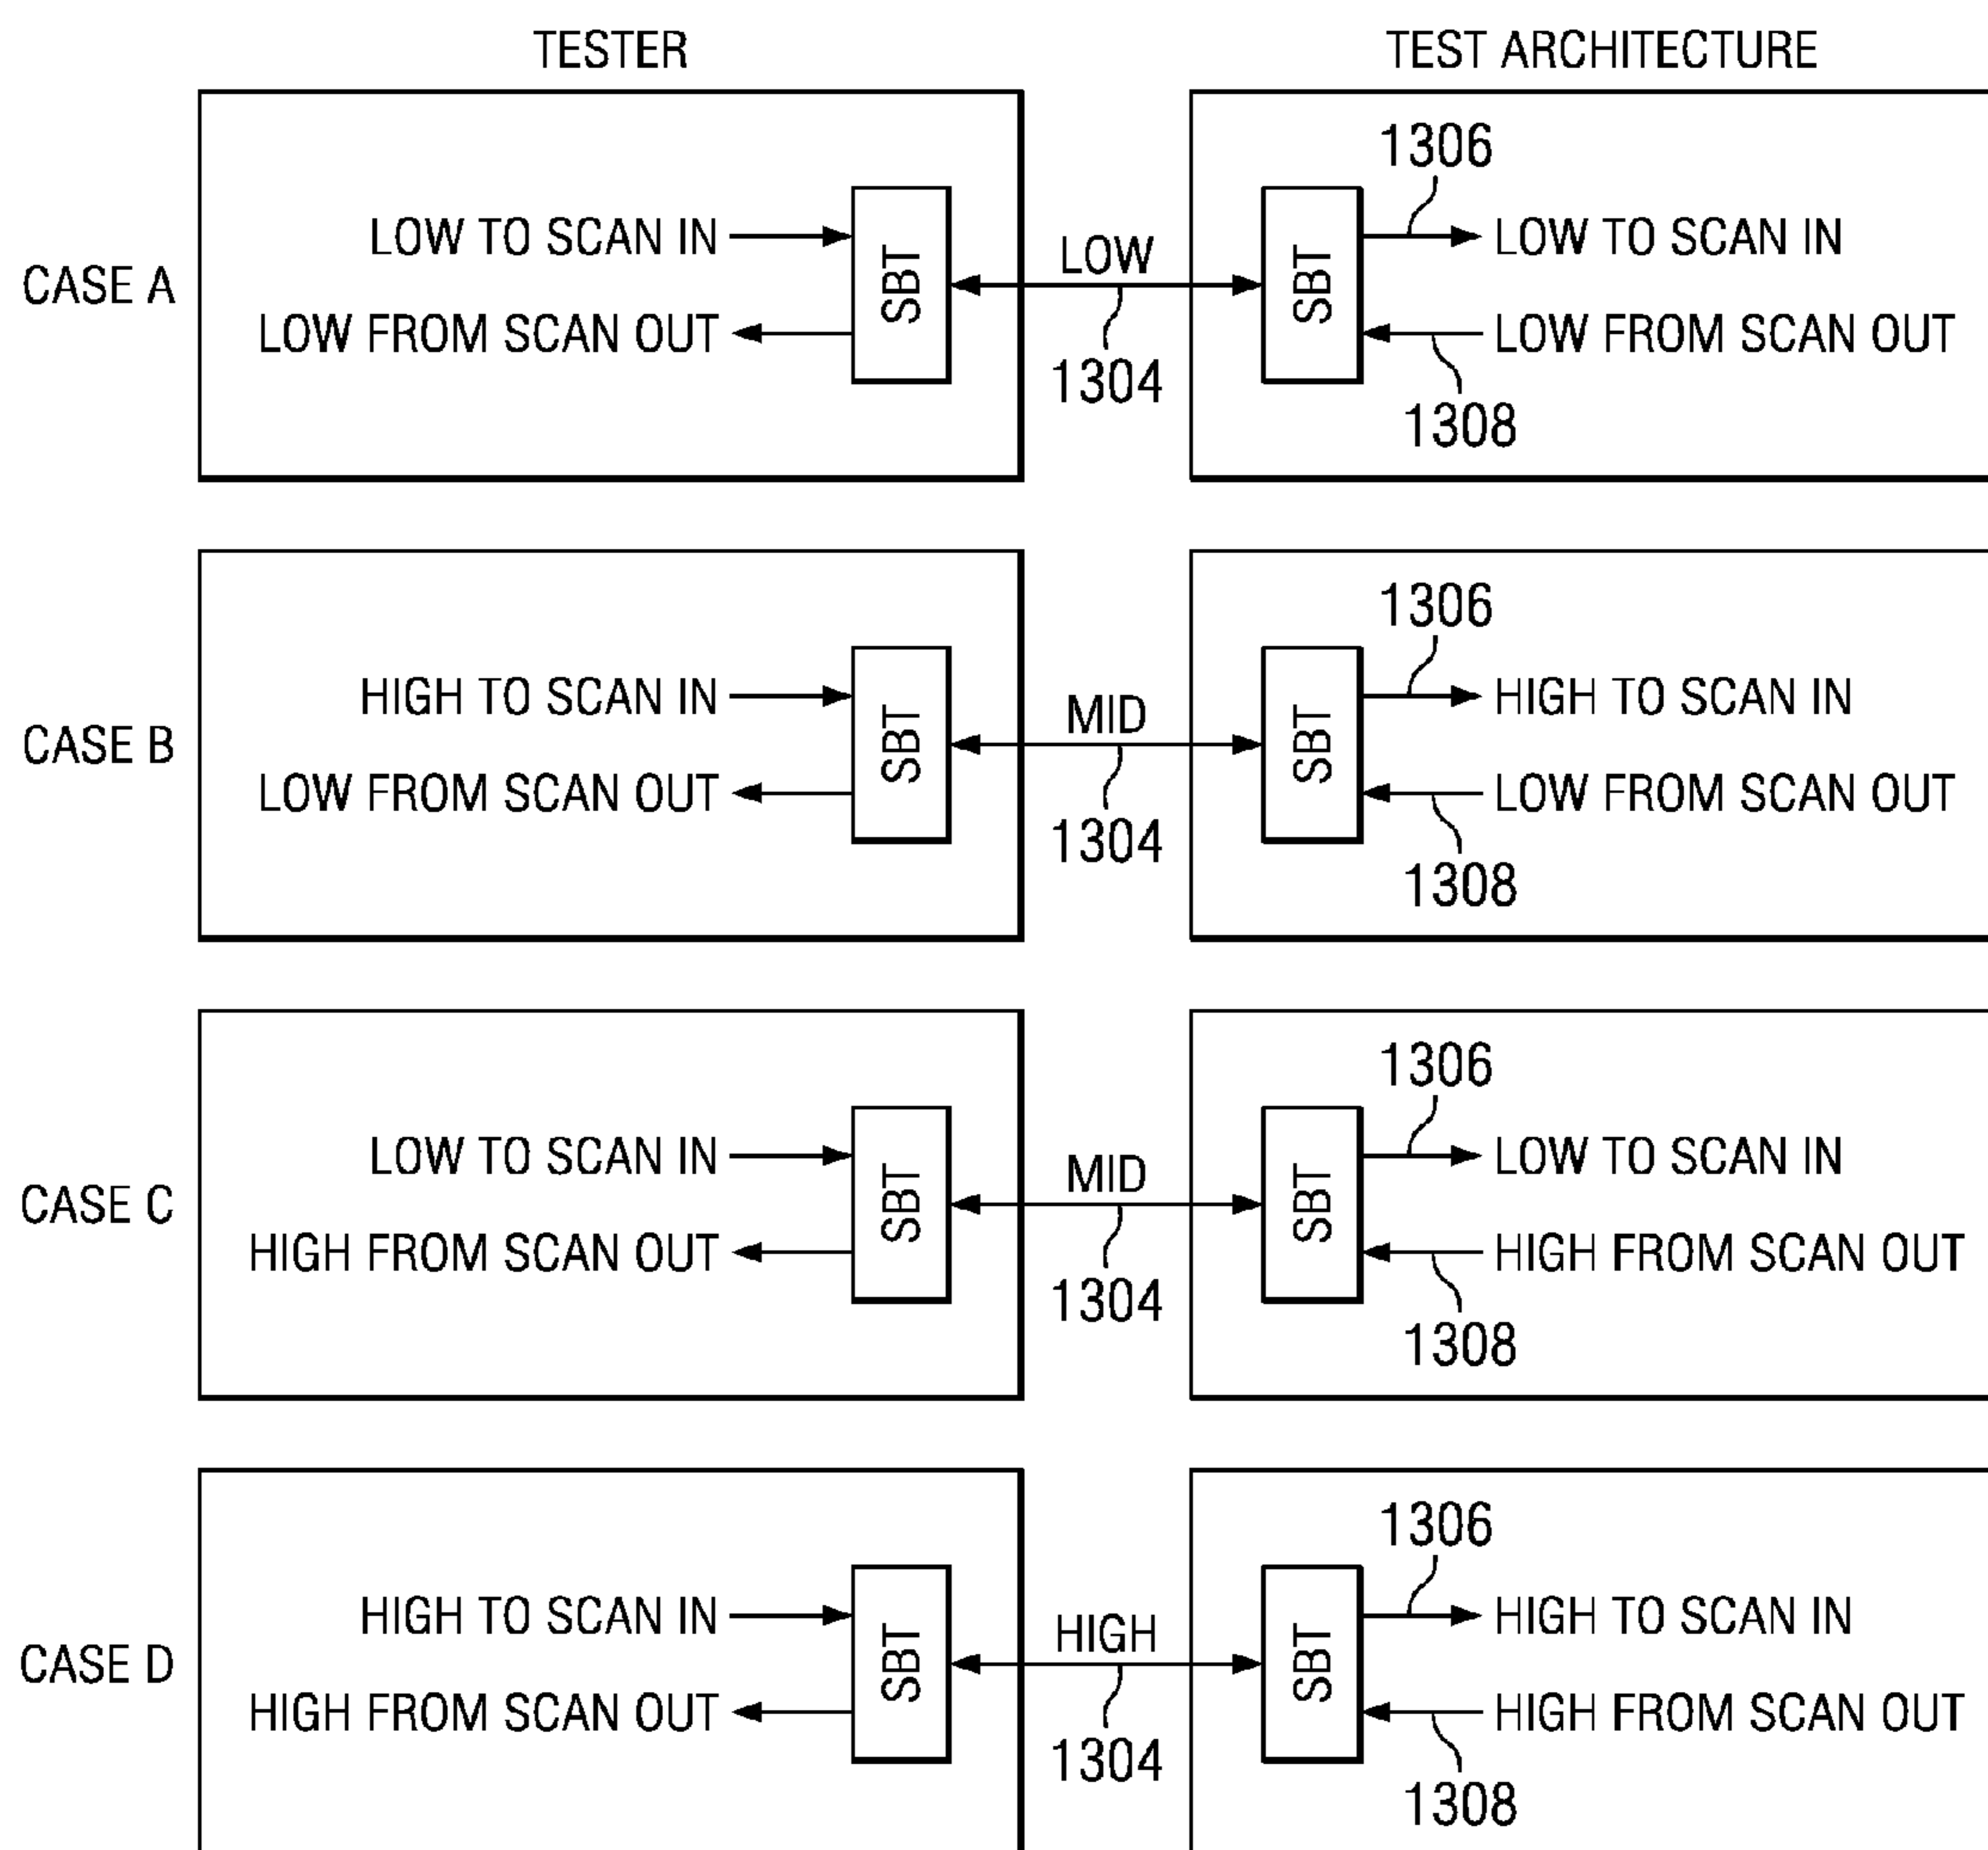 TESTER
TEST ARCHITECTURE
CASE A
LOW TO SCAN IN
LOW FROM SCAN OUT
SBT
LOW
1304
SBT
1306
LOW TO SCAN IN
LOW FROM SCAN OUT
1308
CASE B
HIGH TO SCAN IN
LOW FROM SCAN OUT
SBT
MID
1304
SBT
1306
HIGH TO SCAN IN
LOW FROM SCAN OUT
1308
CASE C
LOW TO SCAN IN
HIGH FROM SCAN OUT
SBT
MID
1304
SBT
1306
LOW TO SCAN IN
HIGH FROM SCAN OUT
1308
CASE D
HIGH TO SCAN IN
HIGH FROM SCAN OUT
SBT
HIGH
1304
SBT
1306
HIGH TO SCAN IN
HIGH FROM SCAN OUT
1308